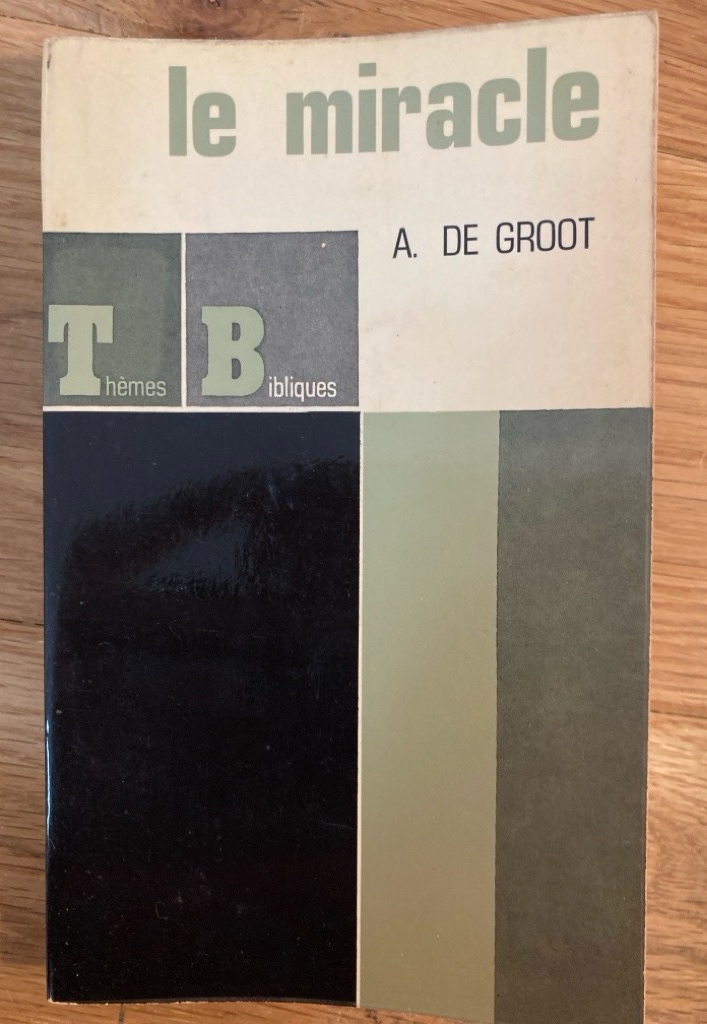 le miracle
A. DE GROOT
Thèmes Bibliques